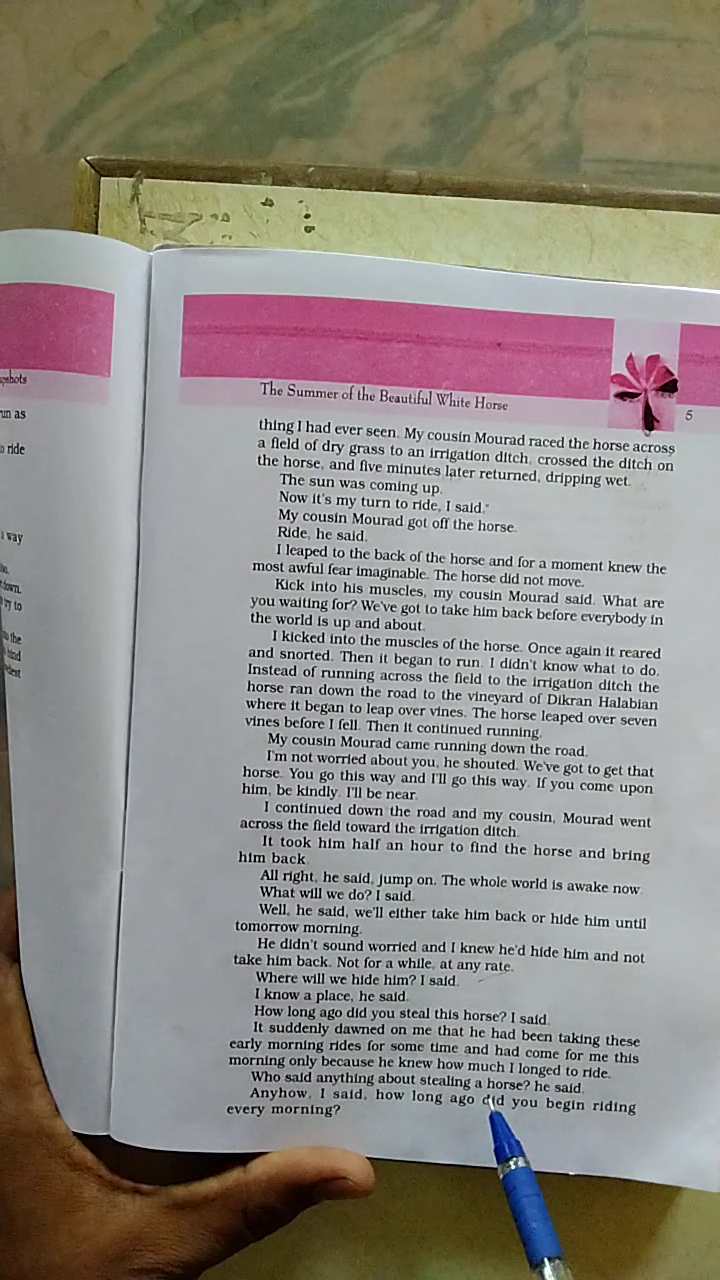 pshots
un as
o ride
a way
down.
try to
The Summer of the Beautiful White Horse
5
thing I had ever seen. My cousin Mourad raced the horse across
a field of dry grass to an irrigation ditch, crossed the ditch on
the horse, and five minutes later returned, dripping wet.
The sun was coming up.
Now it's my turn to ride, I said.
My cousin Mourad got off the horse.
Ride, he said.
I leaped to the back of the horse and for a moment knew the
most awful fear imaginable. The horse did not move.
Kick into his muscles, my cousin Mourad said. What are
you waiting for? We've got to take him back before everybody in
the world is up and about.
I kicked into the muscles of the horse. Once again it reared
and snorted. Then it began to run. I didn't know what to do.
Instead of running across the field to the irrigation ditch the
horse ran down the road to the vineyard of Dikran Halabian
where it began to leap over vines. The horse leaped over seven
vines before I fell. Then it continued running.
My cousin Mourad came running down the road.
I'm not worried about you, he shouted. We've got to get that
horse. You go this way and I'll go this way. If you come upon
him, be kindly. I'll be near.
I continued down the road and my cousin, Mourad went
across the field toward the irrigation ditch.
It took him half an hour to find the horse and bring
him back.
All right, he said, jump on. The whole world is awake now.
What will we do? I said.
Well, he said, we'll either take him back or hide him until
tomorrow morning.
He didn't sound worried and I knew he'd hide him and not
take him back. Not for a while, at any rate.
Where will we hide him? I said.
I know a place, he said.
How long ago did you steal this horse? I said.
It suddenly dawned on me that he had been taking these
early morning rides for some time and had come for me this
morning only because he knew how much I longed to ride.
Who said anything about stealing a horse? he said.
Anyhow, I said, how long ago did you begin riding
every morning?